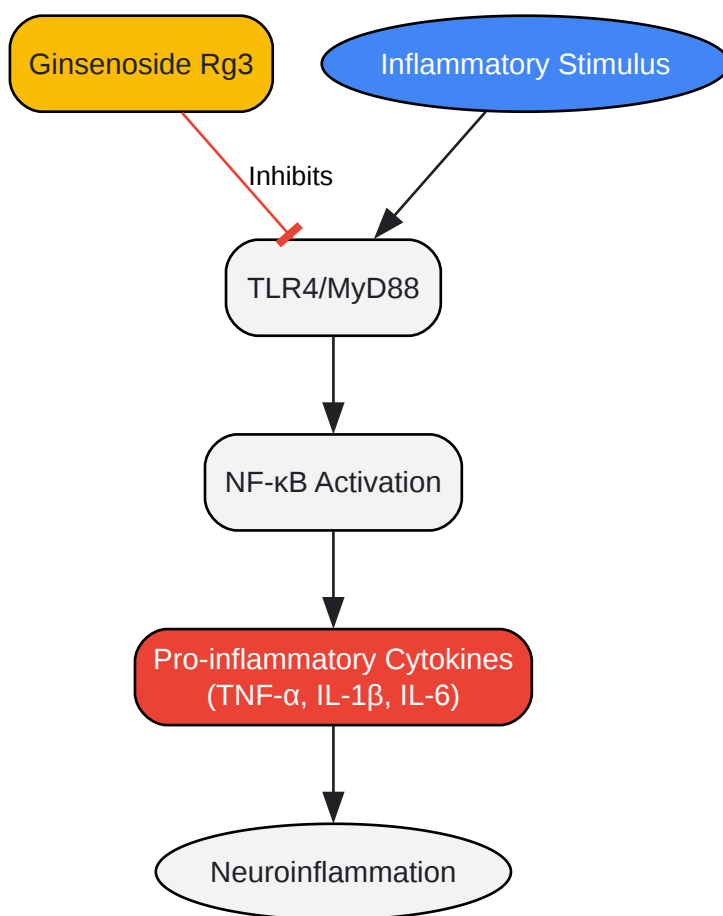 Ginsenoside Rg3
Inflammatory Stimulus
Inhibits
TLR4/MyD88
NF-κB Activation
Pro-inflammatory Cytokines
(TNF-α, IL-1β, IL-6)
Neuroinflammation